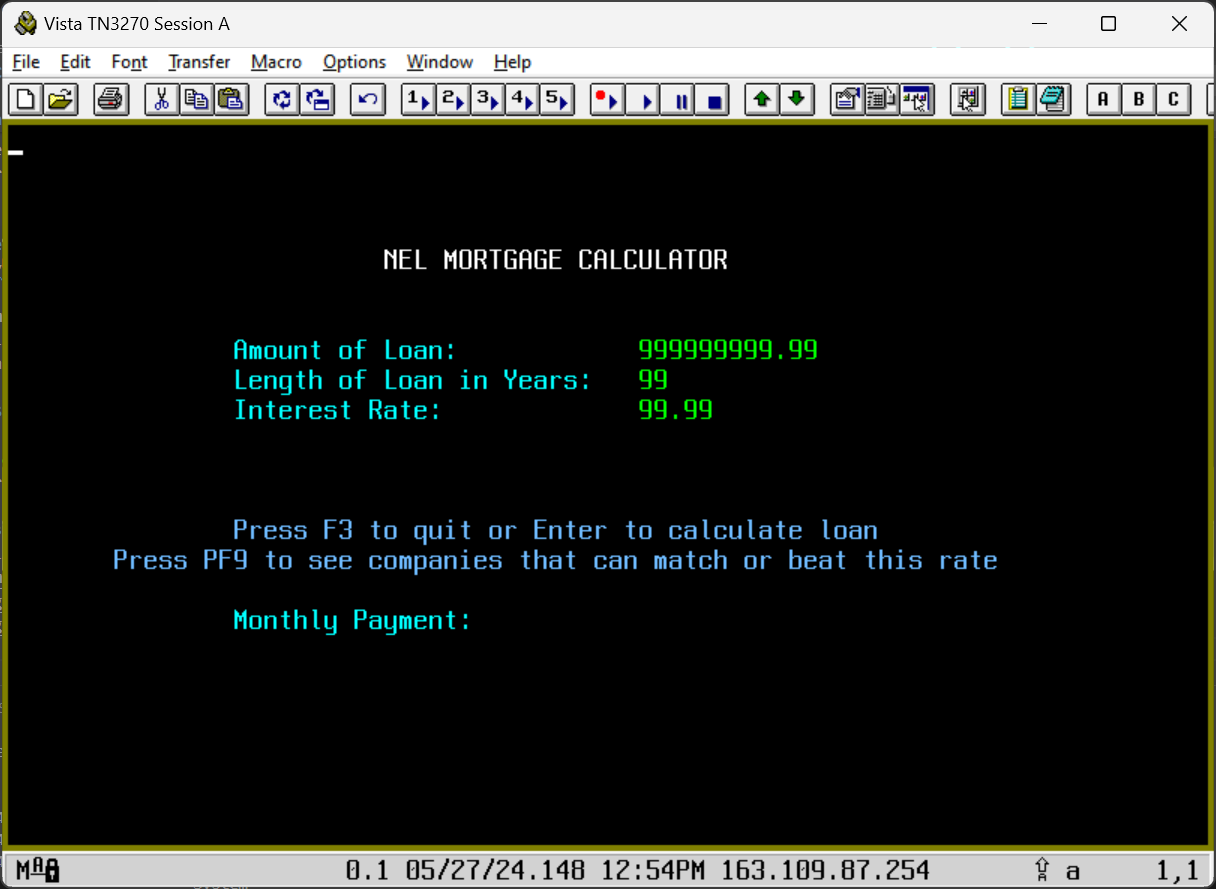 Vista TN3270 Session A
File Edit Font Transfer Macro Options Window Help
1 2 3 4 5 A B C
NEL MORTGAGE CALCULATOR
Amount of Loan: 999999999.99
Length of Loan in Years: 99
Interest Rate: 99.99
Press F3 to quit or Enter to calculate loan
Press PF9 to see companies that can match or beat this rate
Monthly Payment:
MA 0.1 05/27/24.148 12:54PM 163.109.87.254 a 1,1